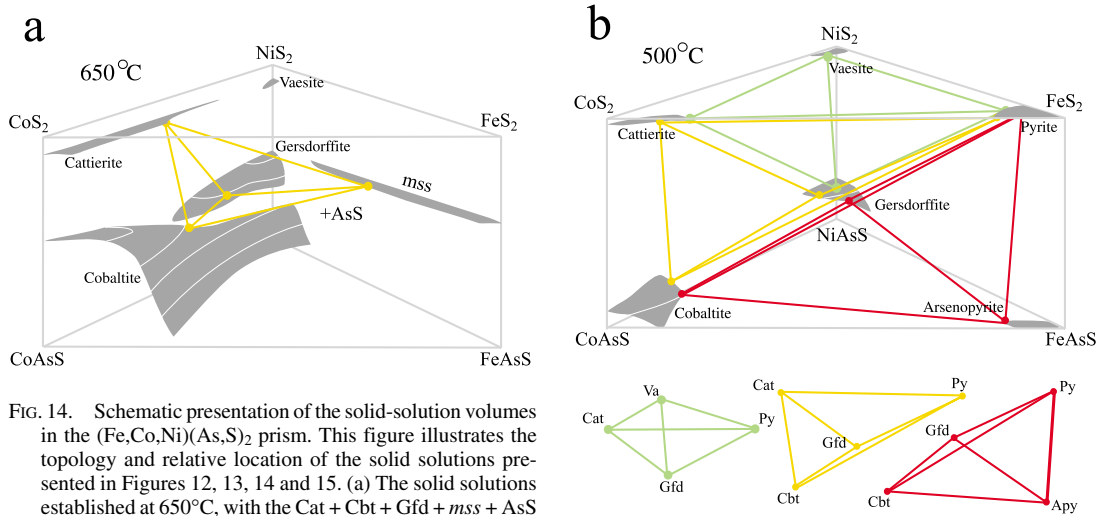 a
650°C
NiS2
Vaesite
CoS2
FeS2
Cattierite
Gersdorffite
mss
+AsS
Cobaltite
CoAsS
FeAsS
b
500°C
NiS2
Vaesite
CoS2
FeS2
Cattierite
Pyrite
Gersdorffite
NiAsS
Cobaltite
Arsenopyrite
CoAsS
FeAsS
Va
Cat
Py
Gfd
Cat
Py
Gfd
Cbt
Py
Gfd
Cbt
Apy
FIG. 14. Schematic presentation of the solid-solution volumes
in the (Fe,Co,Ni)(As,S)2 prism. This figure illustrates the
topology and relative location of the solid solutions pre-
sented in Figures 12, 13, 14 and 15. (a) The solid solutions
established at 650°C, with the Cat + Cbt + Gfd + mss + AsS